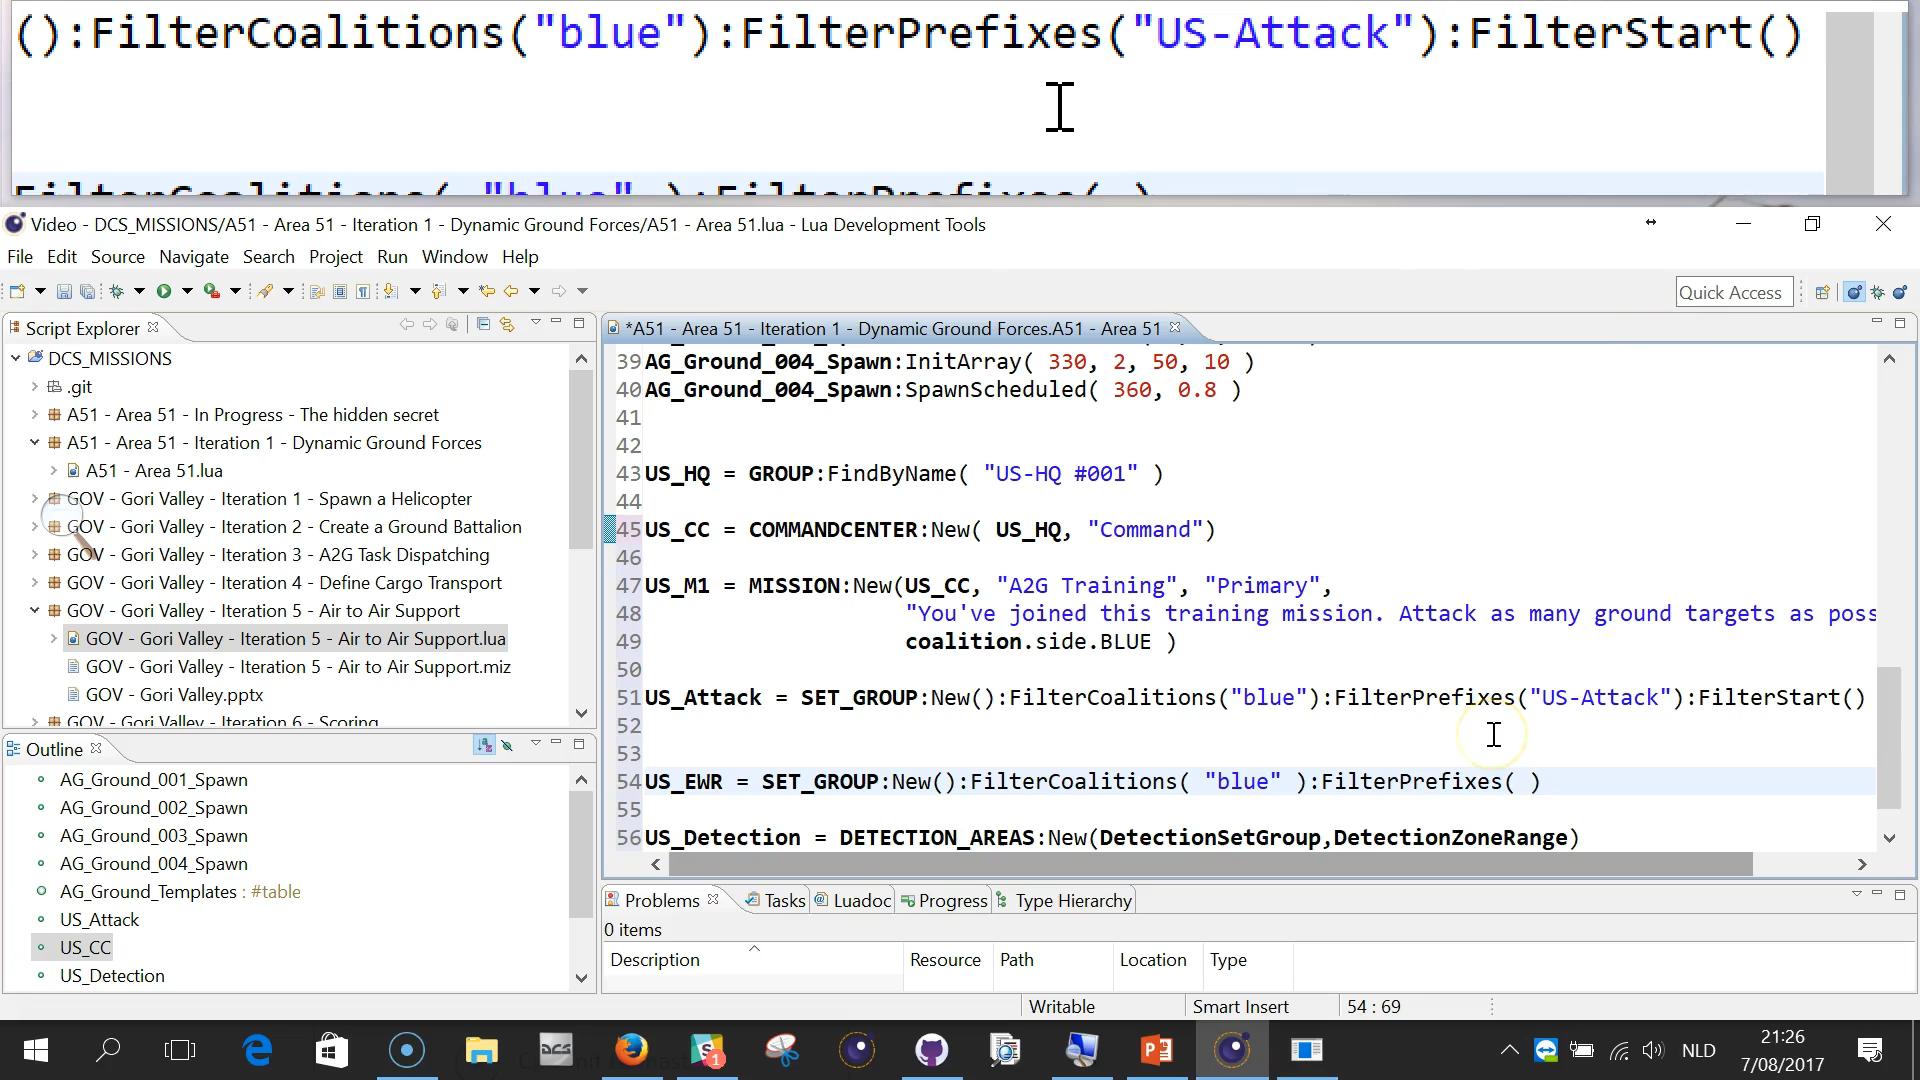 ():FilterCoalitions("blue"):FilterPrefixes("US-Attack"):FilterStart()
FilterCoalitions( "blue" ):FilterPrefixes( )
Video - DCS_MISSIONS/A51 - Area 51 - Iteration 1 - Dynamic Ground Forces/A51 - Area 51.lua - Lua Development Tools
File Edit Source Navigate Search Project Run Window Help
Quick Access
Script Explorer
DCS_MISSIONS
.git
A51 - Area 51 - In Progress - The hidden secret
A51 - Area 51 - Iteration 1 - Dynamic Ground Forces
A51 - Area 51.lua
GOV - Gori Valley - Iteration 1 - Spawn a Helicopter
GOV - Gori Valley - Iteration 2 - Create a Ground Battalion
GOV - Gori Valley - Iteration 3 - A2G Task Dispatching
GOV - Gori Valley - Iteration 4 - Define Cargo Transport
GOV - Gori Valley - Iteration 5 - Air to Air Support
GOV - Gori Valley - Iteration 5 - Air to Air Support.lua
GOV - Gori Valley - Iteration 5 - Air to Air Support.miz
GOV - Gori Valley.pptx
GOV - Gori Valley - Iteration 6 - Scoring
Outline
AG_Ground_001_Spawn
AG_Ground_002_Spawn
AG_Ground_003_Spawn
AG_Ground_004_Spawn
AG_Ground_Templates : #table
US_Attack
US_CC
US_Detection
*A51 - Area 51 - Iteration 1 - Dynamic Ground Forces.A51 - Area 51
39 AG_Ground_004_Spawn:InitArray( 330, 2, 50, 10 )
40 AG_Ground_004_Spawn:SpawnScheduled( 360, 0.8 )
41
42
43 US_HQ = GROUP:FindByName( "US-HQ #001" )
44
45 US_CC = COMMANDCENTER:New( US_HQ, "Command")
46
47 US_M1 = MISSION:New(US_CC, "A2G Training", "Primary",
48 "You've joined this training mission. Attack as many ground targets as poss
49 coalition.side.BLUE )
50
51 US_Attack = SET_GROUP:New():FilterCoalitions("blue"):FilterPrefixes("US-Attack"):FilterStart()
52
53
54 US_EWR = SET_GROUP:New():FilterCoalitions( "blue" ):FilterPrefixes( )
55
56 US_Detection = DETECTION_AREAS:New(DetectionSetGroup,DetectionZoneRange)
Problems Tasks Luadoc Progress Type Hierarchy
0 items
Description Resource Path Location Type
Writable Smart Insert 54 : 69
DCS 1 NLD 21:26
7/08/2017